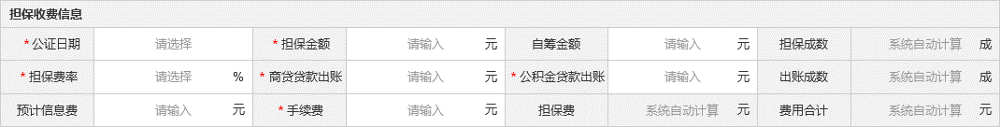 担保收费信息
* 公证日期 请选择 * 担保金额 请输入 元 自筹金额 请输入 元 担保成数 系统自动计算 成
* 担保费率 请选择 % * 商贷贷款出账 请输入 元 * 公积金贷款出账 请输入 元 出账成数 系统自动计算 成
预计信息费 请输入 元 * 手续费 请输入 元 担保费 系统自动计算 元 费用合计 系统自动计算 元